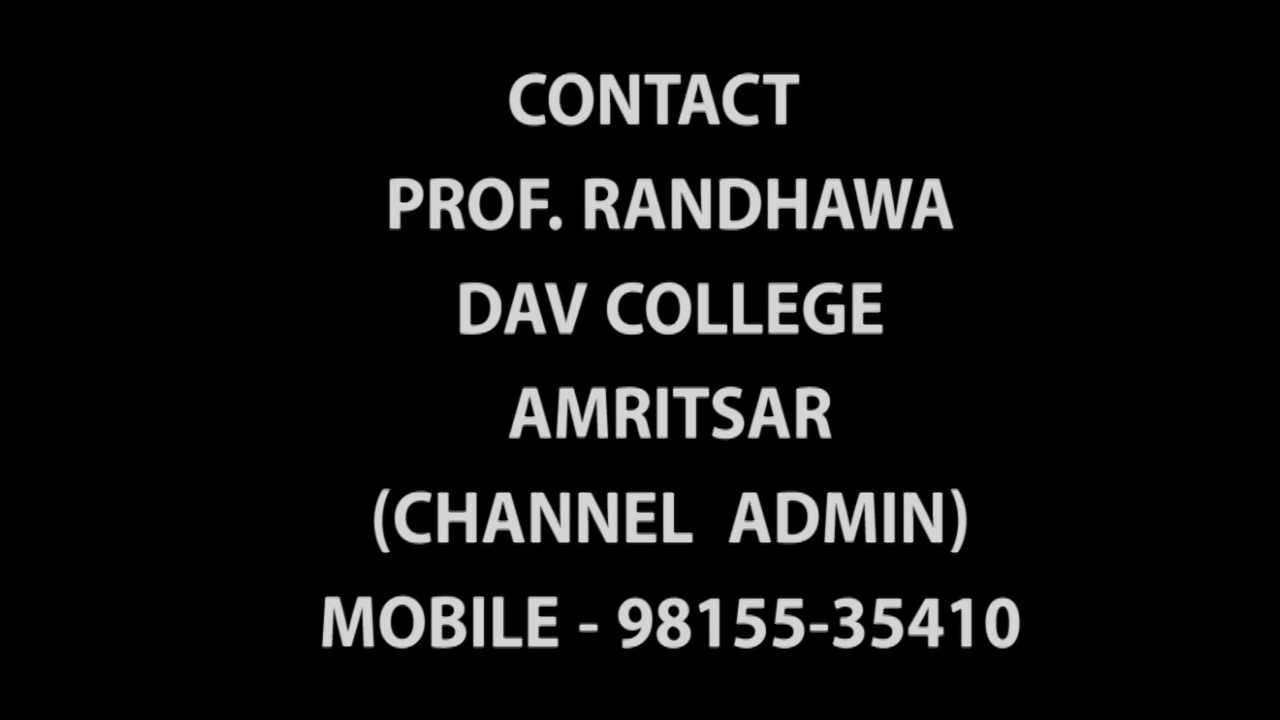 CONTACT
PROF. RANDHAWA
DAV COLLEGE
AMRITSAR
(CHANNEL ADMIN)
MOBILE - 98155-35410